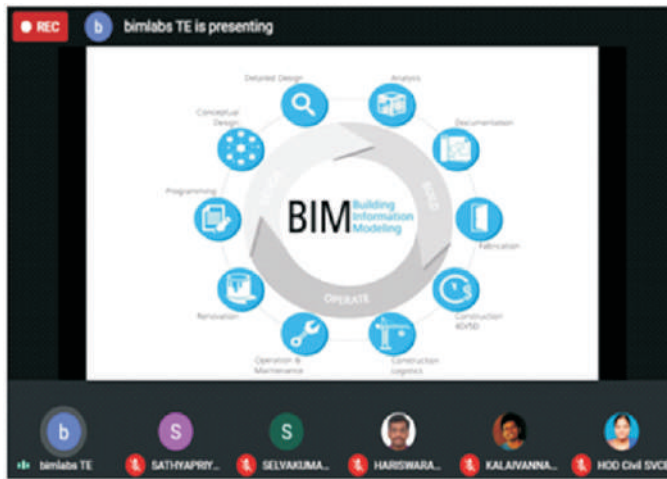 REC
b
bimlabs TE is presenting
Detailed Design
Analysis
Conceptual
Design
Documentation
Programming
BUILD
BIM Building
Information
Modeling
Fabrication
Renovation
OPERATE
Construction
4D/5D
Operation &
Maintenance
Construction
Logistics
b
S
S
bimlabs TE
SATHYAPRIY...
SELVAKUMA...
HARISWARA...
KALAIVANNA...
HOD Civil SVCE